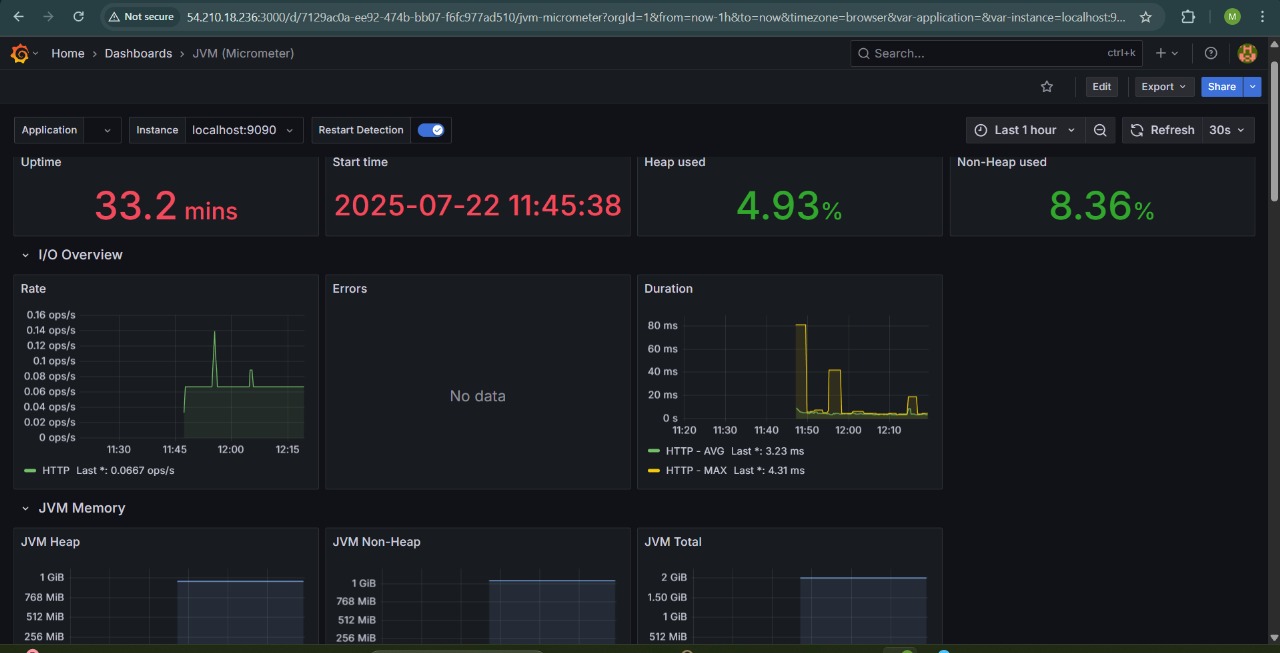 Not secure 54.210.18.236:3000/d/7129ac0a-ee92-474b-bb07-f6fc977ad510/jvm-micrometer?orgId=1&from=now-1h&to=now&timezone=browser&var-application=&var-instance=localhost:9... M
Home > Dashboards > JVM (Micrometer) Search... ctrl+k
Edit Export Share
Application Instance localhost:9090 Restart Detection Last 1 hour Refresh 30s
Uptime Start time Heap used Non-Heap used
33.2 mins 2025-07-22 11:45:38 4.93% 8.36%
I/O Overview
Rate
0.16 ops/s
0.14 ops/s
0.12 ops/s
0.1 ops/s
0.08 ops/s
0.06 ops/s
0.04 ops/s
0.02 ops/s
0 ops/s
11:30 11:45 12:00 12:15
HTTP Last *: 0.0667 ops/s
Errors
No data
Duration
80 ms
60 ms
40 ms
20 ms
0 s
11:20 11:30 11:40 11:50 12:00 12:10
HTTP - AVG Last *: 3.23 ms
HTTP - MAX Last *: 4.31 ms
JVM Memory
JVM Heap
1 GiB
768 MiB
512 MiB
256 MiB
JVM Non-Heap
1 GiB
768 MiB
512 MiB
256 MiB
JVM Total
2 GiB
1.50 GiB
1 GiB
512 MiB